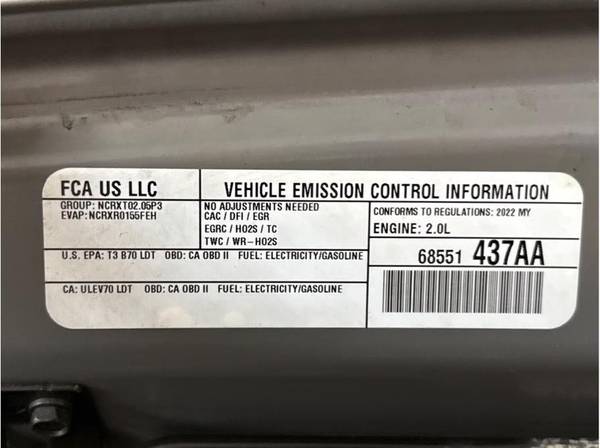 FCA US LLC
VEHICLE EMISSION CONTROL INFORMATION
GROUP: NCRXT02.05P3
EVAP: NCRXR0155FEH
NO ADJUSTMENTS NEEDED
CAC / DFI / EGR
EGRC / HO2S / TC
TWC / WR-HO2S
CONFORMS TO REGULATIONS: 2022 MY
ENGINE: 2.0L
U.S. EPA: T3 B70 LDT OBD: CA OBD II FUEL: ELECTRICITY/GASOLINE
68551 437AA
CA: ULEV70 LDT OBD: CA OBD II FUEL: ELECTRICITY/GASOLINE